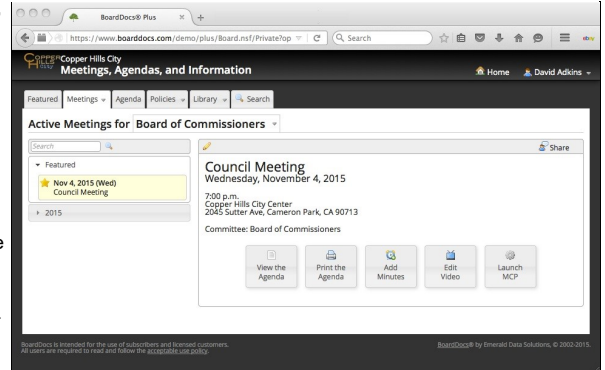 BoardDocs® Plus
https://www.boarddocs.com/demo/plus/Board.nsf/Private?op
Search
ebay
COPPER HILLS CITY
Copper Hills City
Meetings, Agendas, and Information
Home
David Adkins
Featured
Meetings
Agenda
Policies
Library
Search
Active Meetings for Board of Commissioners
Search
Share
Featured
Nov 4, 2015 (Wed)
Council Meeting
2015
Council Meeting
Wednesday, November 4, 2015
7:00 p.m.
Copper Hills City Center
2045 Sutter Ave, Cameron Park, CA 90713
Committee: Board of Commissioners
View the
Agenda
Print the
Agenda
Add
Minutes
Edit
Video
Launch
MCP
BoardDocs is intended for the use of subscribers and licensed customers.
All users are required to read and follow the acceptable use policy.
BoardDocs® by Emerald Data Solutions, © 2002-2015.